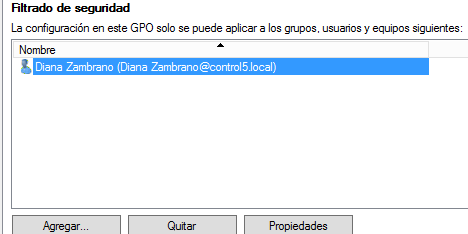 Filtrado de seguridad
La configuración en este GPO solo se puede aplicar a los grupos, usuarios y equipos siguientes:
Nombre
Diana Zambrano (Diana Zambrano@control5.local)
Agregar... Quitar Propiedades